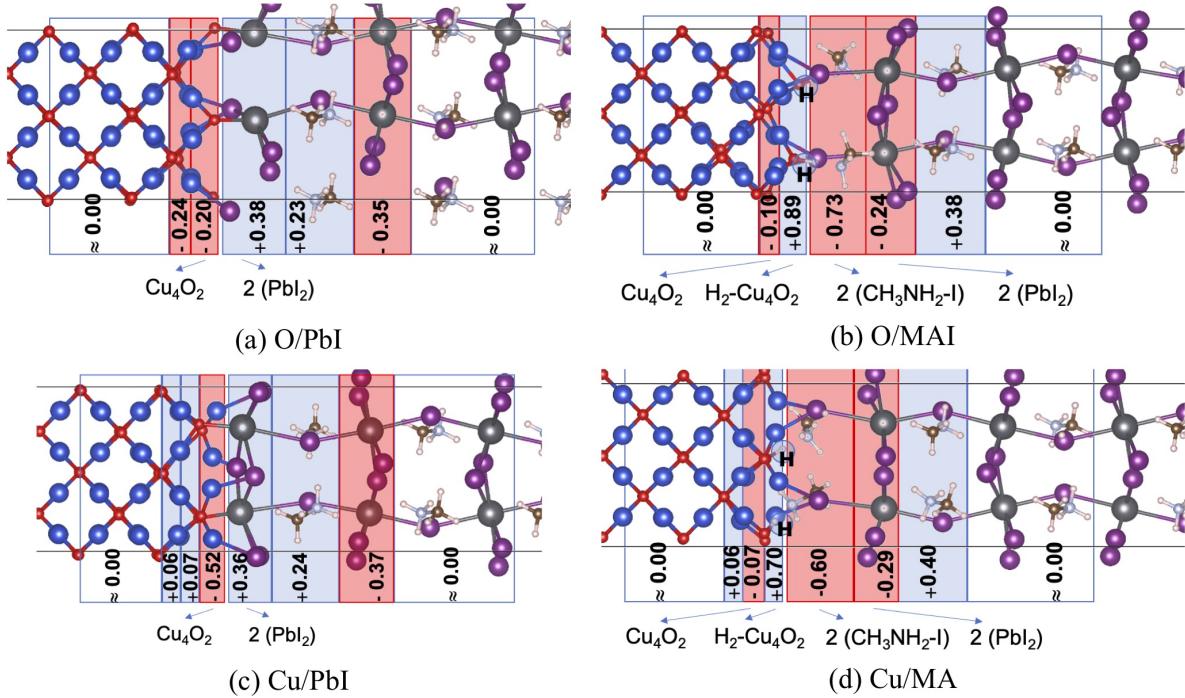 H
H
≈ 0.00
- 0.24
- 0.20
+0.38
+0.23
- 0.35
≈ 0.00
Cu₄O₂
2 (PbI₂)
(a) O/PbI
≈ 0.00
- 0.10
+0.89
- 0.73
- 0.24
+0.38
≈ 0.00
Cu₄O₂
H₂-Cu₄O₂
2 (CH₃NH₂-I)
2 (PbI₂)
(b) O/MAI
≈ 0.00
+0.06
+0.07
- 0.52
+0.36
+0.24
- 0.37
≈ 0.00
Cu₄O₂
2 (PbI₂)
(c) Cu/PbI
H
H
≈ 0.00
+0.06
- 0.07
+0.70
-0.60
-0.29
+0.40
≈ 0.00
Cu₄O₂
H₂-Cu₄O₂
2 (CH₃NH₂-I)
2 (PbI₂)
(d) Cu/MA